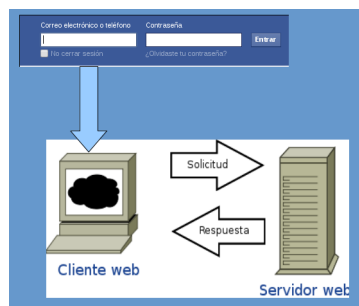 Correo electrónico o teléfono Contraseña
Entrar
No cerrar sesión ¿Olvidaste tu contraseña?
Solicitud
Respuesta
Cliente web
Servidor web